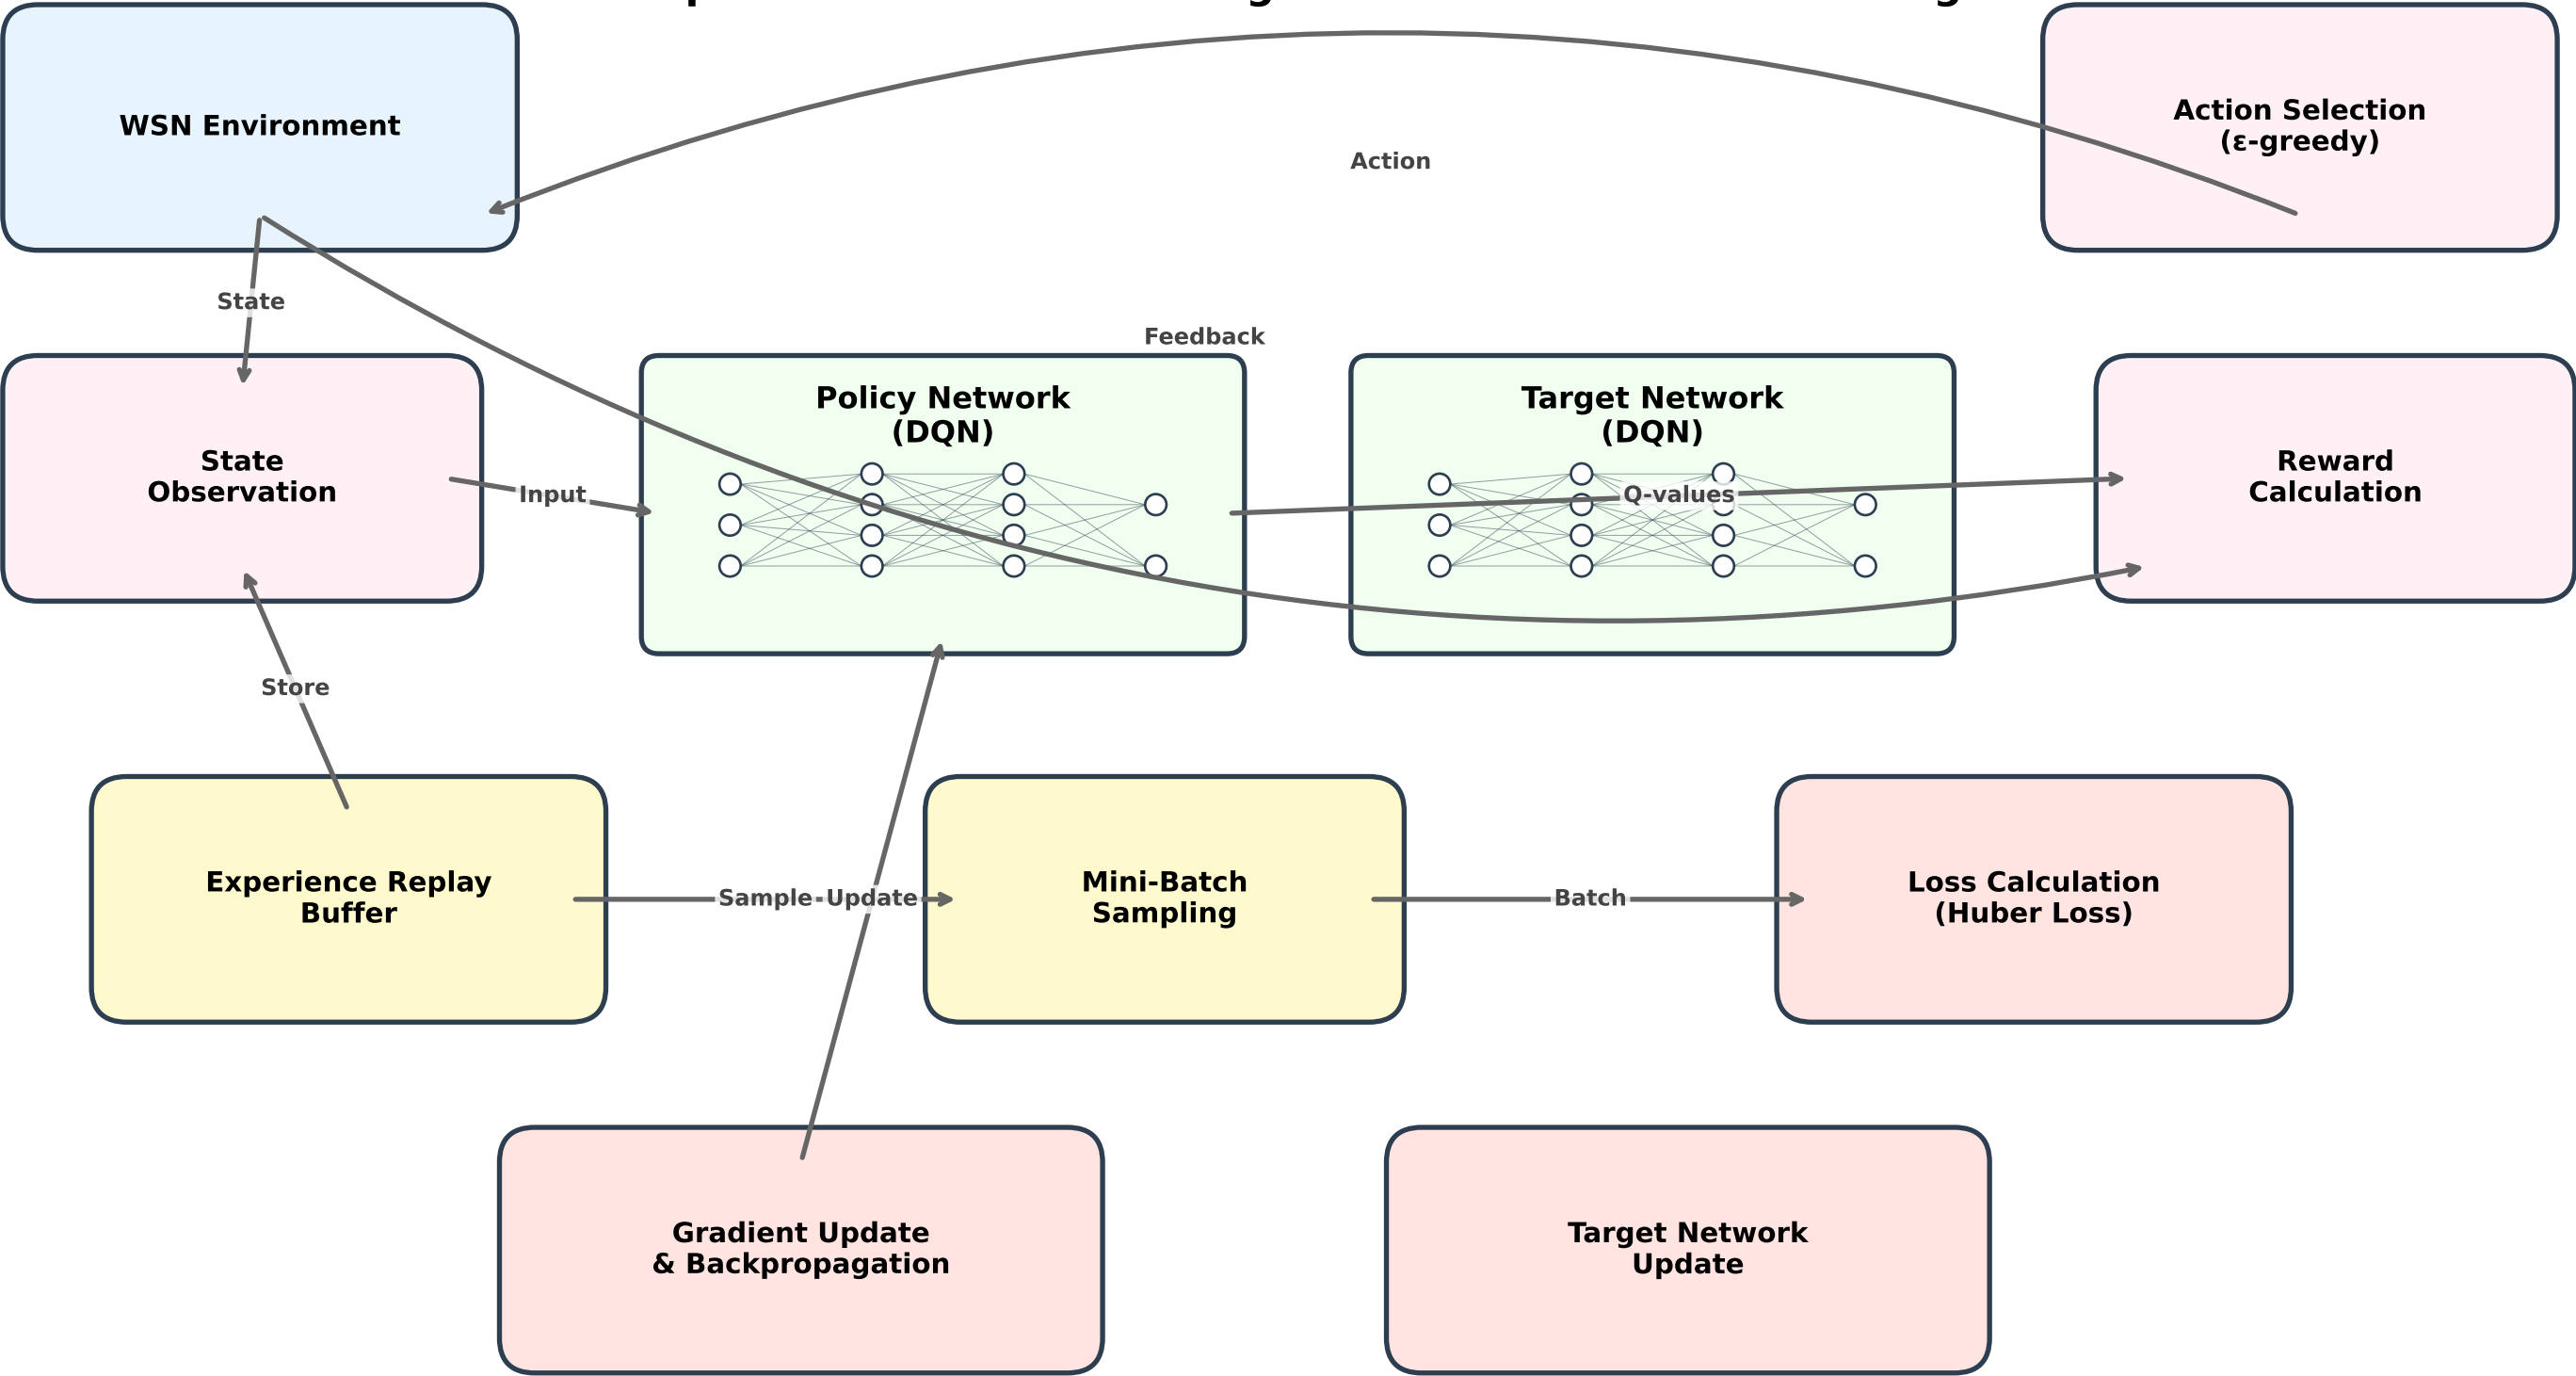 WSN Environment
Action Selection
(ε-greedy)
Action
State
Feedback
State
Observation
Input
Policy Network
(DQN)
Target Network
(DQN)
Q-values
Reward
Calculation
Store
Experience Replay
Buffer
Sample
Update
Mini-Batch
Sampling
Batch
Loss Calculation
(Huber Loss)
Gradient Update
& Backpropagation
Target Network
Update